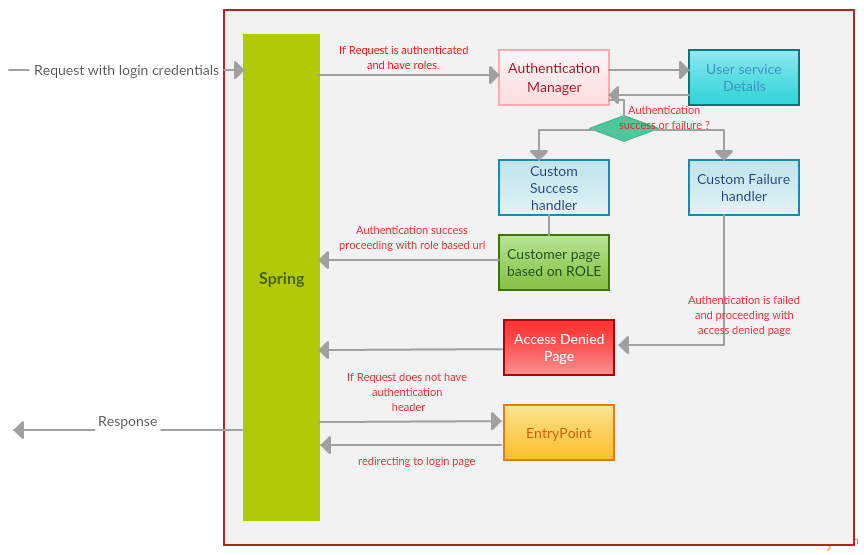 If Request is authenticated
and have roles.
Request with login credentials
Authentication
Manager
User service
Details
Authentication
success or failure ?
Custom
Success
handler
Custom Failure
handler
Authentication success
proceeding with role based url
Customer page
based on ROLE
Spring
Authentication is failed
and proceeding with
access denied page
Access Denied
Page
If Request does not have
authentication
header
Response
EntryPoint
redirecting to login page